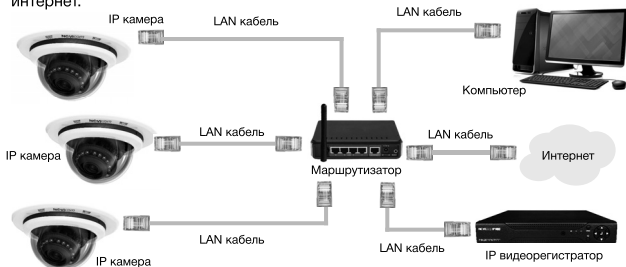 интернет.
IP камера
LAN кабель
LAN кабель
Компьютер
LAN кабель
LAN кабель
IP камера
Маршрутизатор
Интернет
LAN кабель
LAN кабель
IP камера
IP видеорегистратор